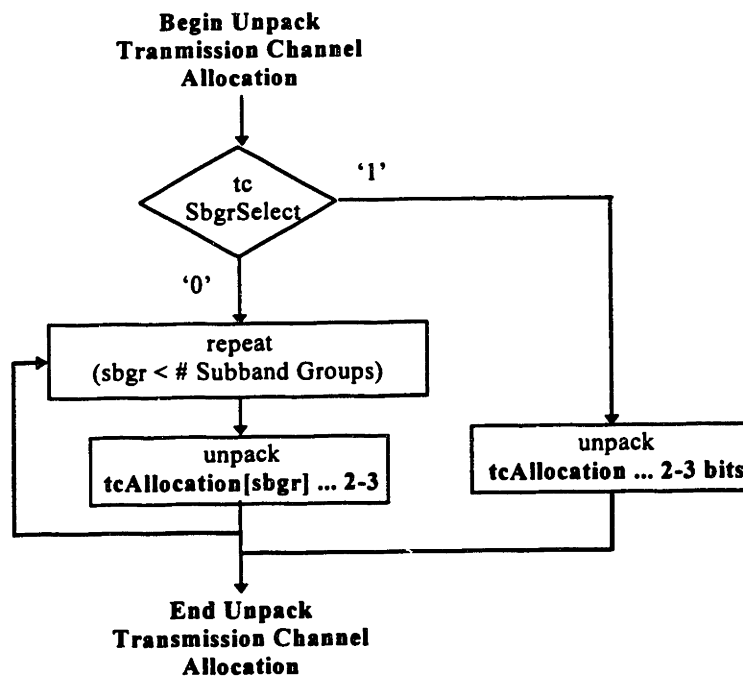 Begin Unpack
Tranmission Channel
Allocation
tc
SbgrSelect
‘1’
‘0’
repeat
(sbgr < # Subband Groups)
unpack
tcAllocation[sbgr] ... 2-3
unpack
tcAllocation ... 2-3 bits
End Unpack
Transmission Channel
Allocation